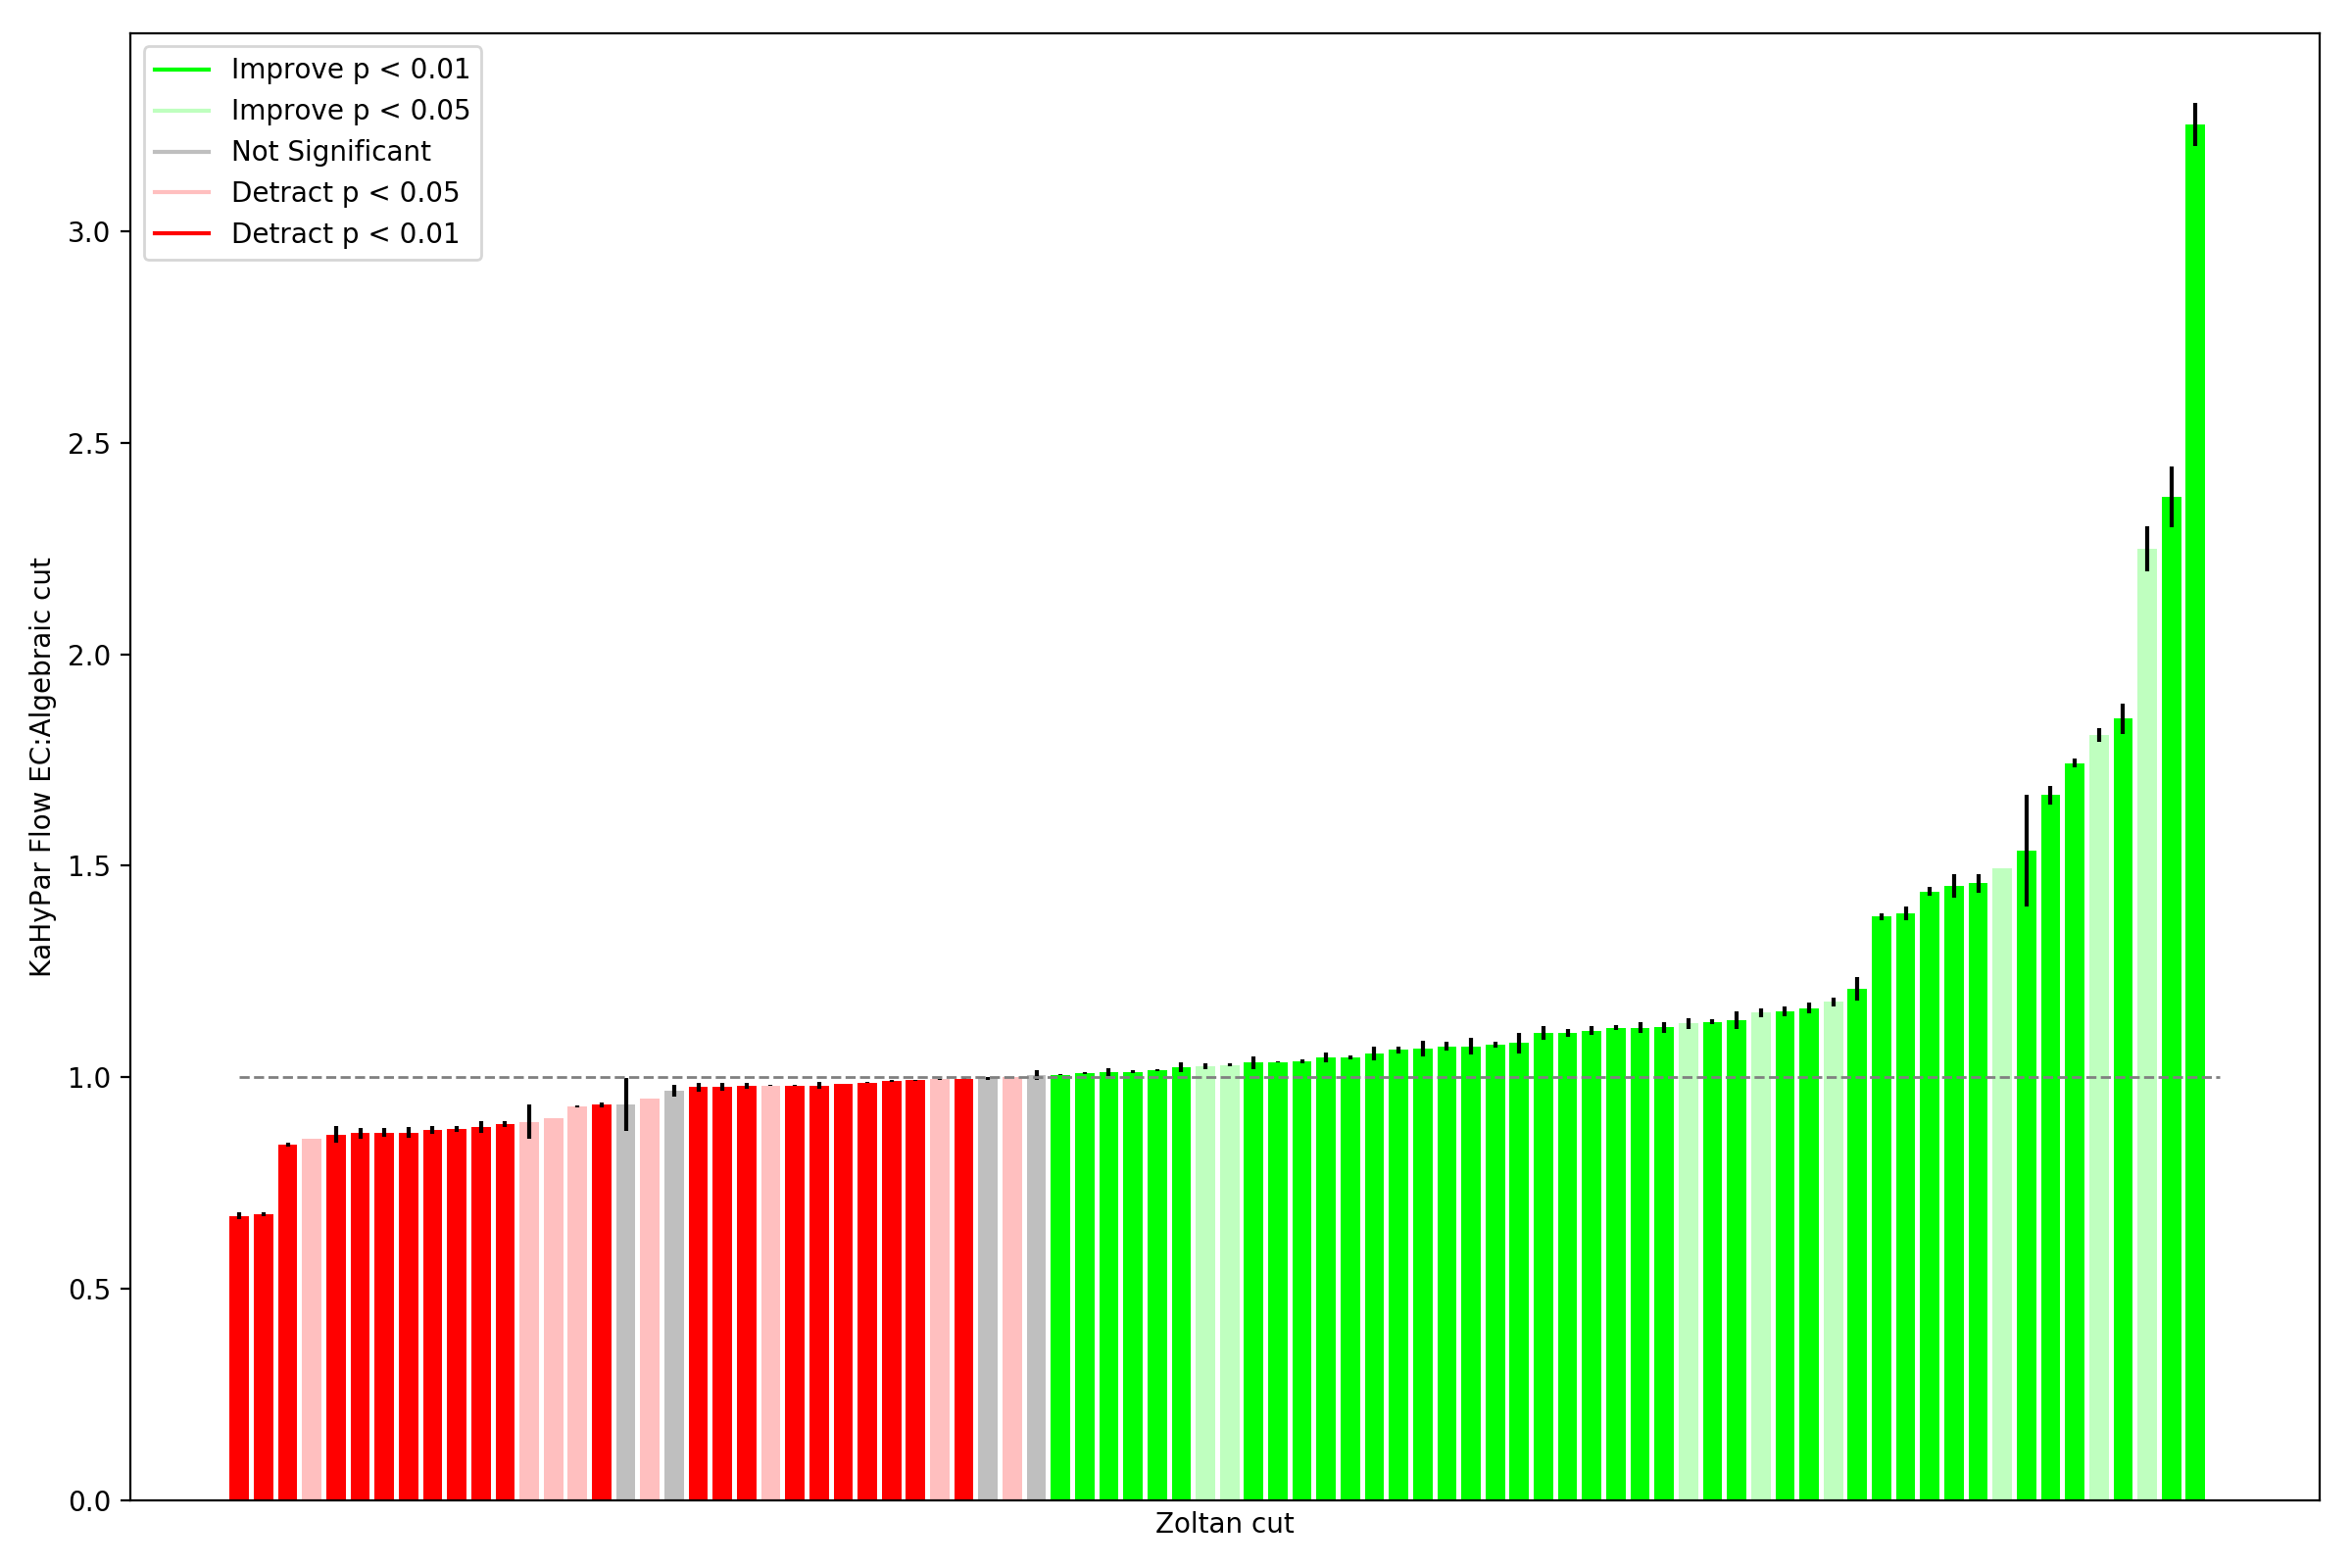 Improve p < 0.01
Improve p < 0.05
Not Significant
Detract p < 0.05
Detract p < 0.01
KaHyPar Flow EC:Algebraic cut
3.0
2.5
2.0
1.5
1.0
0.5
0.0
Zoltan cut